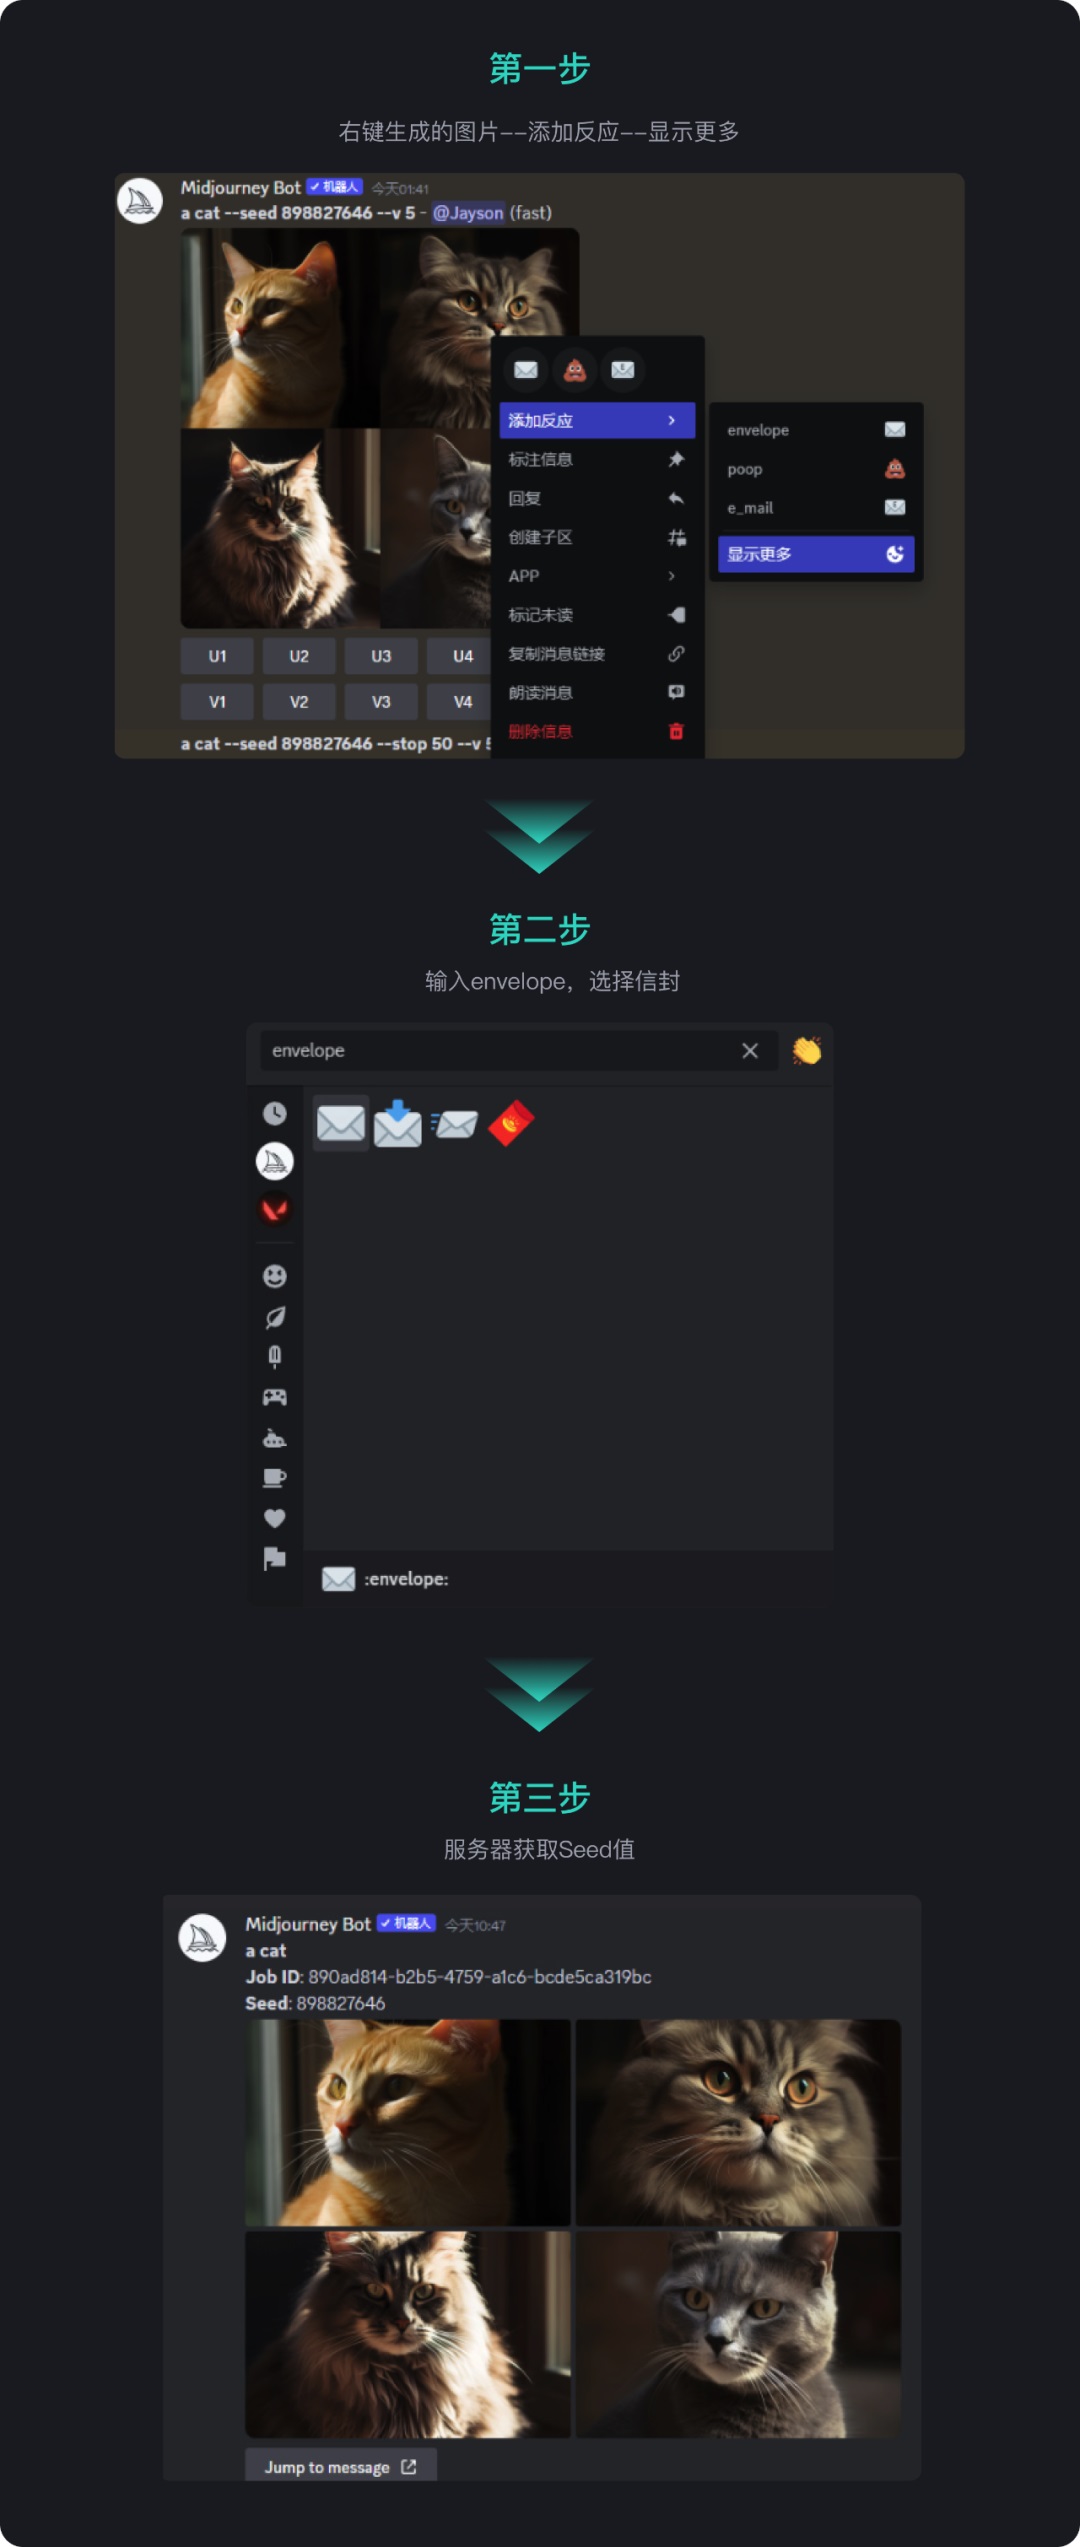 第一步
右键生成的图片--添加反应--显示更多
Midjourney Bot ✓机器人 今天01:41
a cat --seed 898827646 --v 5 - @Jayson (fast)
添加反应
标注信息
回复
创建子区
APP
标记未读
复制消息链接
朗读消息
删除信息
envelope
poop
e_mail
显示更多
U1 U2 U3 U4
V1 V2 V3 V4
a cat --seed 898827646 --stop 50 --v 5
第二步
输入envelope，选择信封
envelope
:envelope:
第三步
服务器获取Seed值
Midjourney Bot ✓机器人 今天10:47
a cat
Job ID: 890ad814-b2b5-4759-a1c6-bcde5ca319bc
Seed: 898827646
Jump to message